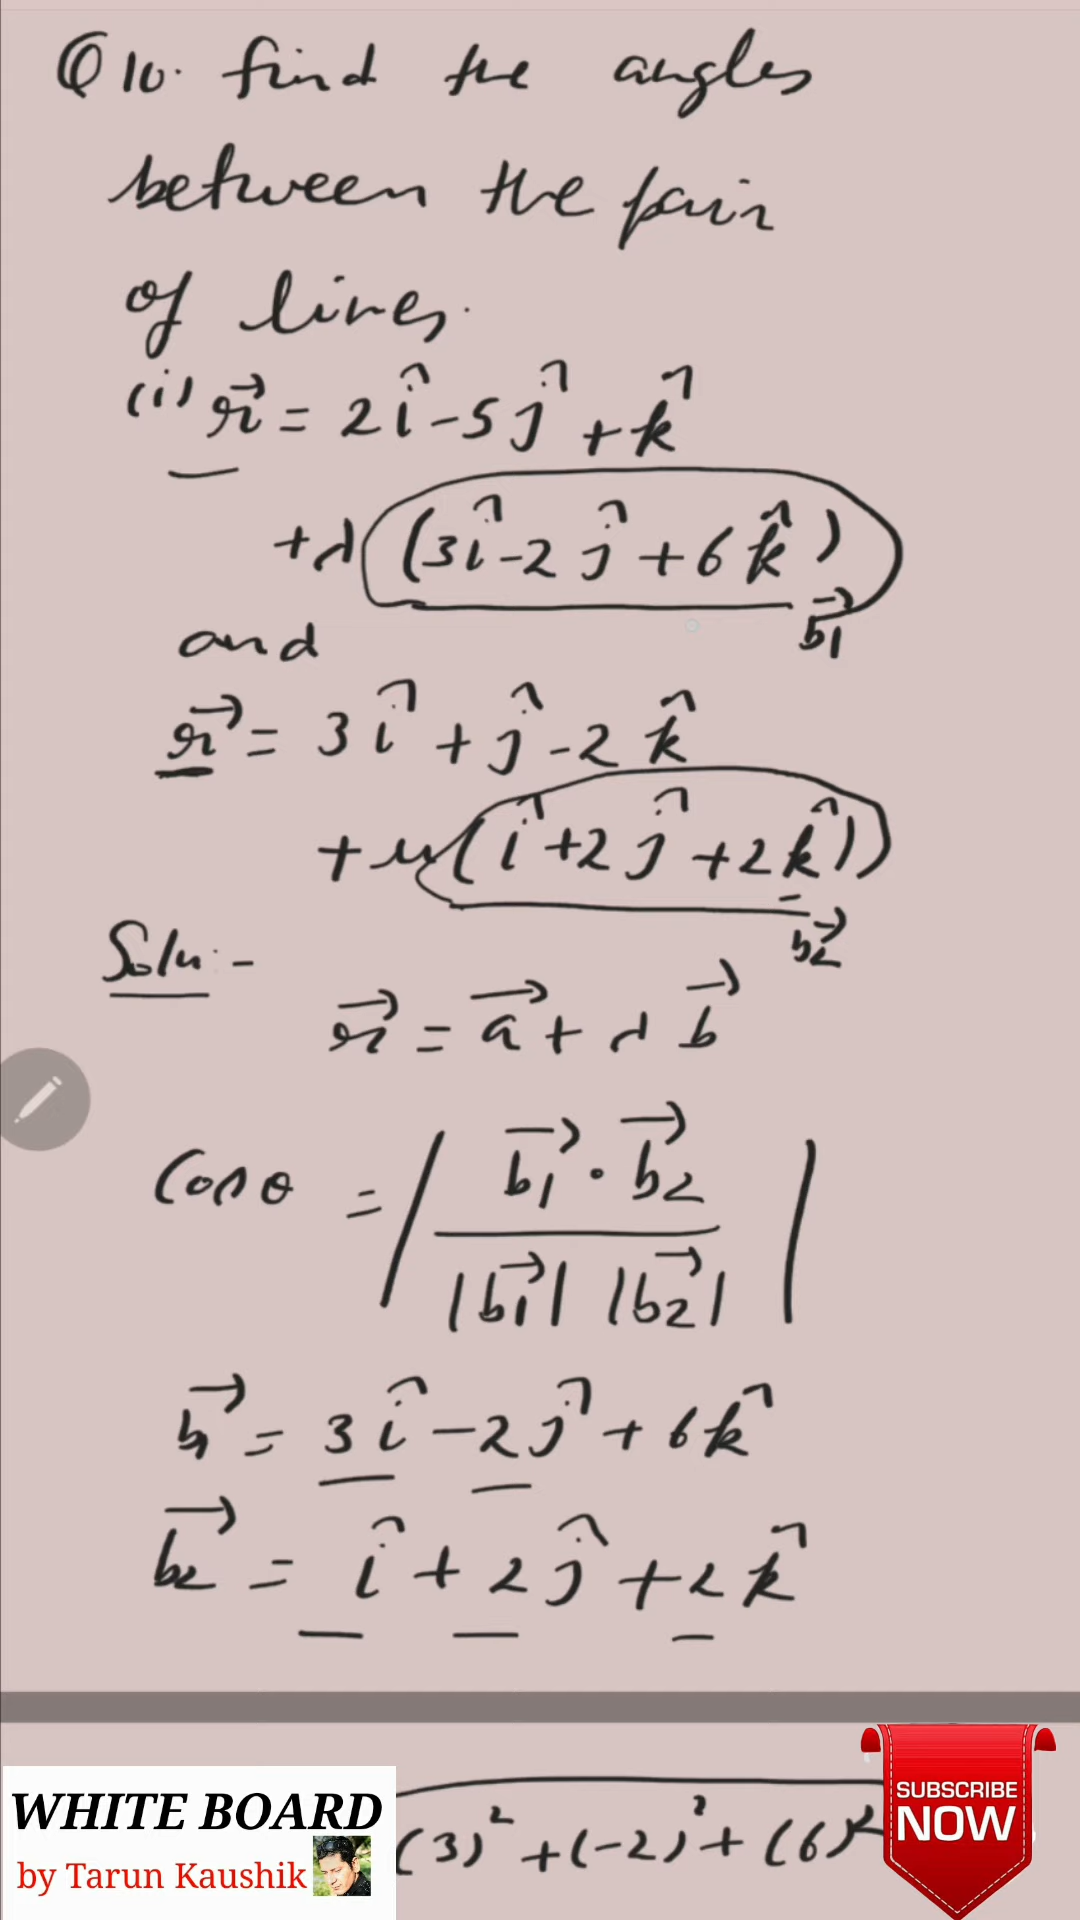 Q 10. find the angles
between the pair
of lines.
(i) r⃗ = 2î - 5ĵ + k̂
+ λ (3î - 2ĵ + 6k̂)
b⃗1
and
r⃗ = 3î + ĵ - 2k̂
+ μ (î + 2ĵ + 2k̂)
b⃗2
Soln :-
r⃗ = a⃗ + λ b⃗
Cos θ = | b⃗1 · b⃗2 / |b⃗1| |b⃗2| |
b⃗1 = 3î - 2ĵ + 6k̂
b⃗2 = î + 2ĵ + 2k̂
(3)² + (-2)² + (6)²
WHITE BOARD
by Tarun Kaushik
SUBSCRIBE
NOW